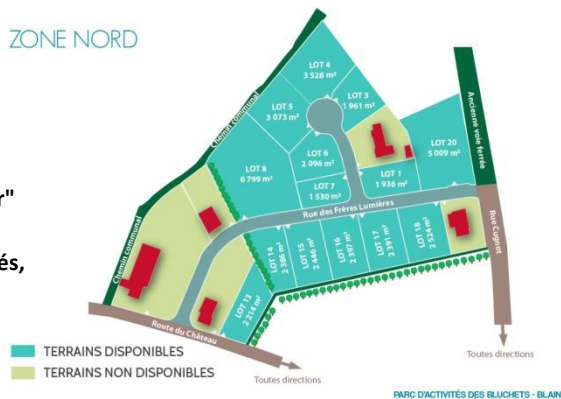 ZONE NORD
LOT 4
3 528 m²
LOT 3
1 961 m²
LOT 5
3 073 m²
Chemin communal
LOT 6
2 096 m²
LOT 20
5 009 m²
Ancienne voie ferrée
LOT 8
6 799 m²
LOT 7
1 530 m²
LOT 1
1 936 m²
r"
Rue des Frères Lumières
Rue Cugnot
és,
Chemin communal
LOT 14
2 386 m²
LOT 15
2 446 m²
LOT 16
2 397 m²
LOT 17
2 391 m²
LOT 18
2 524 m²
LOT 13
2 214 m²
Route du Château
TERRAINS DISPONIBLES
TERRAINS NON DISPONIBLES
Toutes directions
Toutes directions
PARC D'ACTIVITÉS DES BLUCHETS - BLAIN